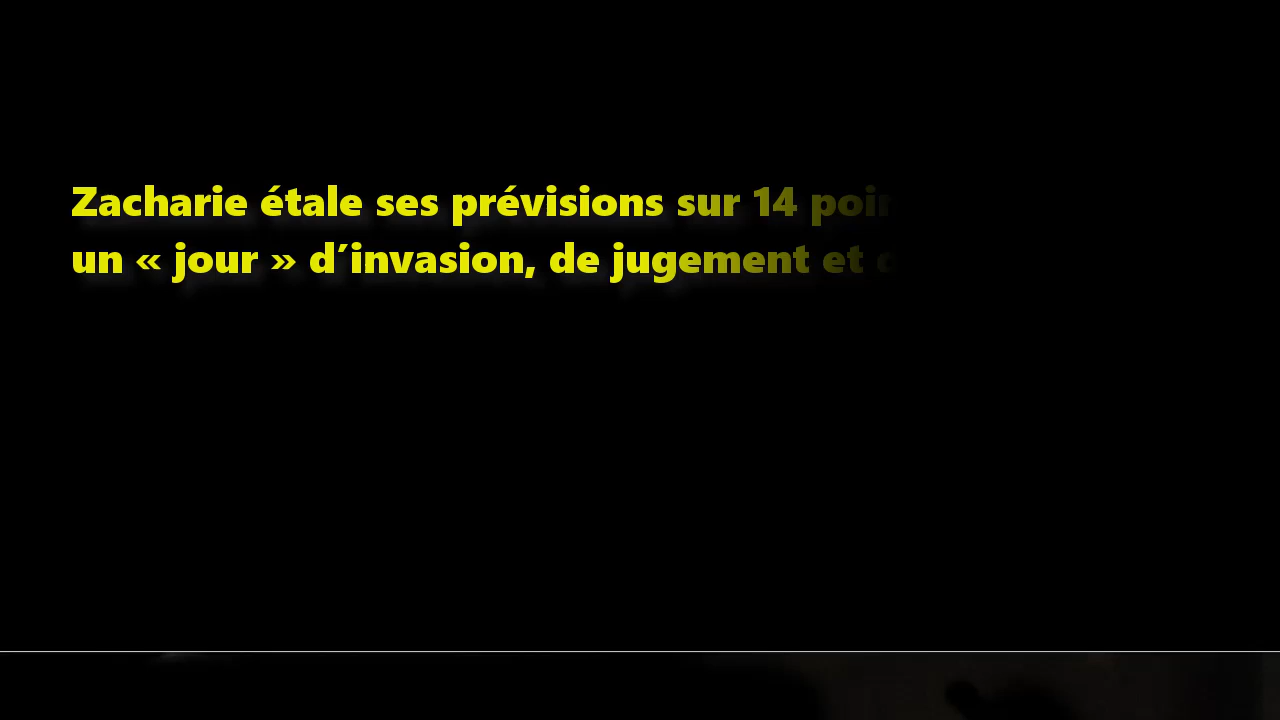 Zacharie étale ses prévisions sur 14
un « jour » d´invasion, de jugement et